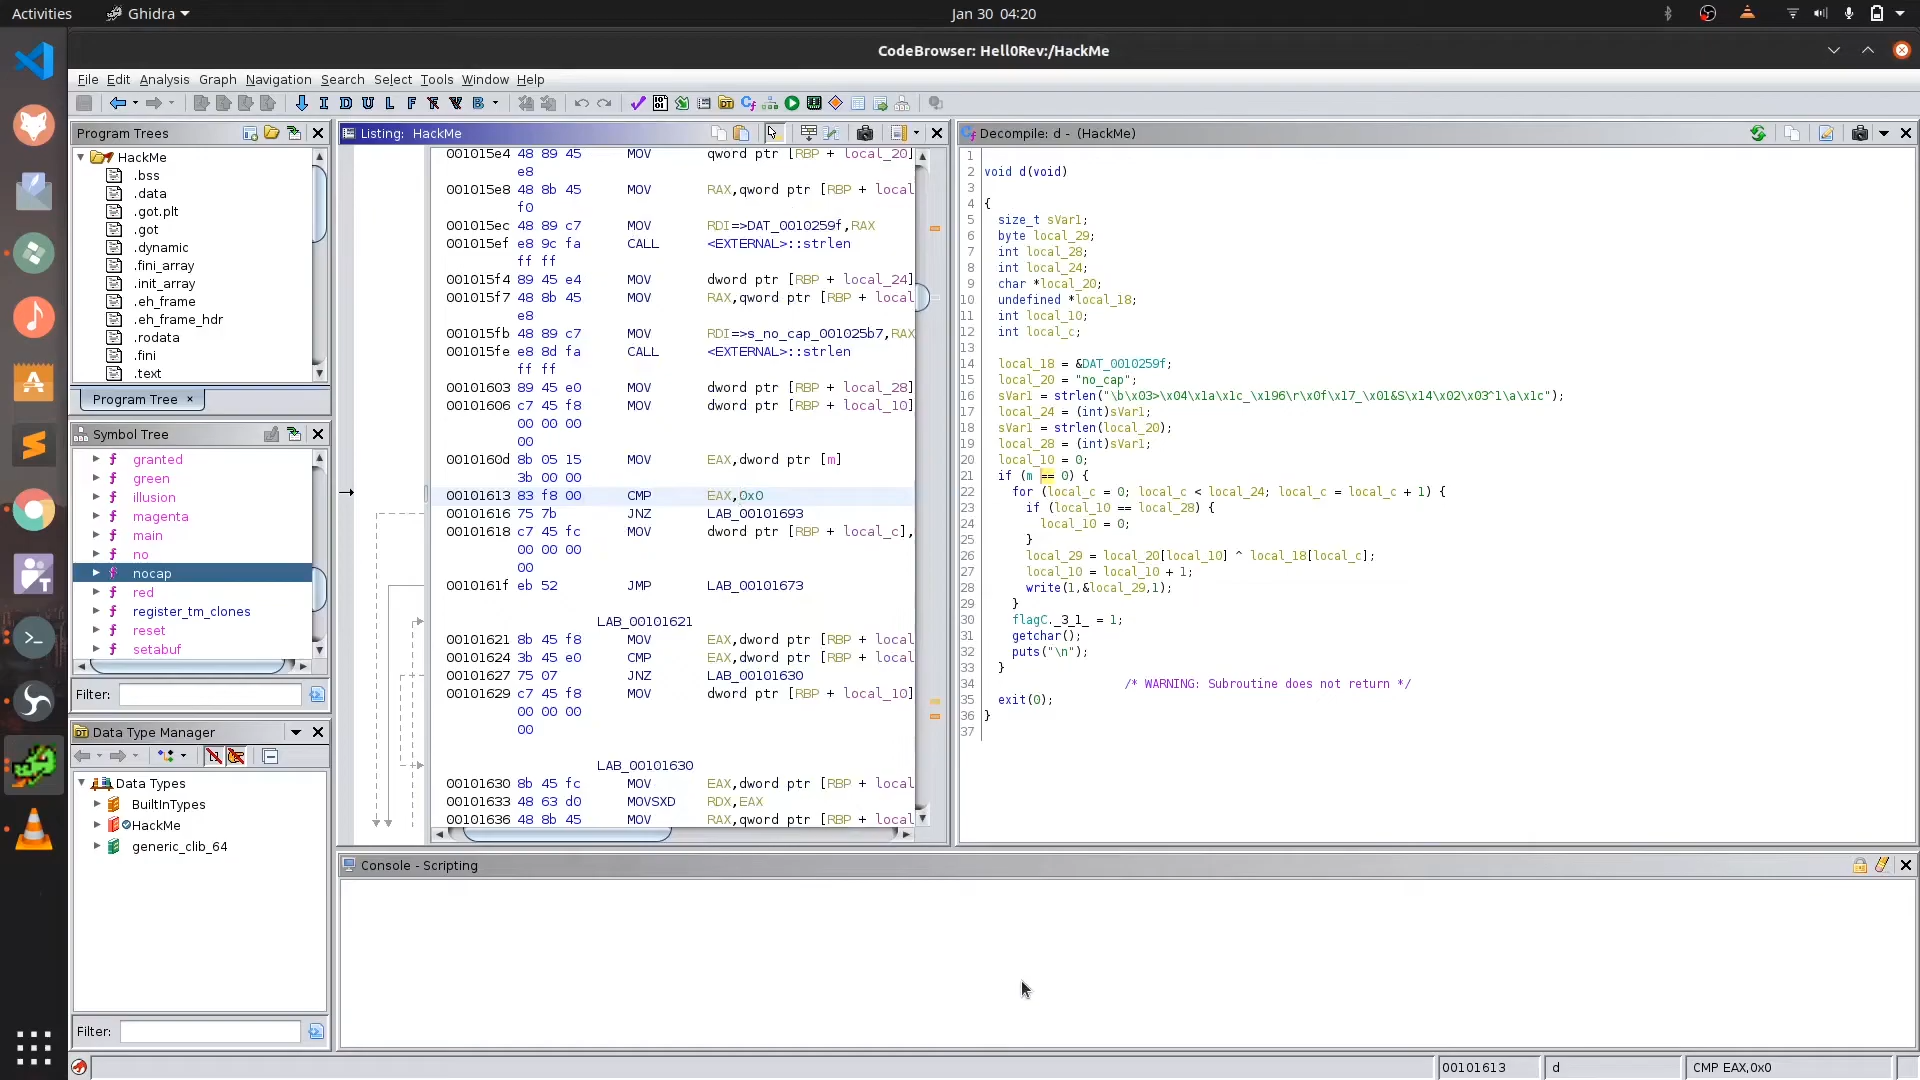 Activities
Ghidra
Jan 30 04:20
CodeBrowser: Hell0Rev:/HackMe
File Edit Analysis Graph Navigation Search Select Tools Window Help
I D U L F B
Program Trees
HackMe
.bss
.data
.got.plt
.got
.dynamic
.fini_array
.init_array
.eh_frame
.eh_frame_hdr
.rodata
.fini
.text
Program Tree ×
Symbol Tree
granted
green
illusion
magenta
main
no
nocap
red
register_tm_clones
reset
setabuf
Filter:
Data Type Manager
Data Types
BuiltInTypes
HackMe
generic_clib_64
Filter:
Listing: HackMe
001015e4 48 89 45 MOV qword ptr [RBP + local_20]
e8
001015e8 48 8b 45 MOV RAX,qword ptr [RBP + local
f0
001015ec 48 89 c7 MOV RDI=>DAT_0010259f,RAX
001015ef e8 9c fa CALL <EXTERNAL>::strlen
ff ff
001015f4 89 45 e4 MOV dword ptr [RBP + local_24]
001015f7 48 8b 45 MOV RAX,qword ptr [RBP + local
e8
001015fb 48 89 c7 MOV RDI=>s_no_cap_001025b7,RAX
001015fe e8 8d fa CALL <EXTERNAL>::strlen
ff ff
00101603 89 45 e0 MOV dword ptr [RBP + local_28]
00101606 c7 45 f8 MOV dword ptr [RBP + local_10]
00 00 00
00
0010160d 8b 05 15 MOV EAX,dword ptr [m]
3b 00 00
00101613 83 f8 00 CMP EAX,0x0
00101616 75 7b JNZ LAB_00101693
00101618 c7 45 fc MOV dword ptr [RBP + local_c],
00 00 00
00
0010161f eb 52 JMP LAB_00101673
LAB_00101621
00101621 8b 45 f8 MOV EAX,dword ptr [RBP + local
00101624 3b 45 e0 CMP EAX,dword ptr [RBP + local
00101627 75 07 JNZ LAB_00101630
00101629 c7 45 f8 MOV dword ptr [RBP + local_10]
00 00 00
00
LAB_00101630
00101630 8b 45 fc MOV EAX,dword ptr [RBP + local
00101633 48 63 d0 MOVSXD RDX,EAX
00101636 48 8b 45 MOV RAX,qword ptr [RBP + local
Decompile: d - (HackMe)
1
2 void d(void)
3
4 {
5 size_t sVar1;
6 byte local_29;
7 int local_28;
8 int local_24;
9 char *local_20;
10 undefined *local_18;
11 int local_10;
12 int local_c;
13
14 local_18 = &DAT_0010259f;
15 local_20 = "no_cap";
16 sVar1 = strlen("\b\x03>\x04\x1a\x1c_\x196\r\x0f\x17_\x01&S\x14\x02\x03^1\a\x1c");
17 local_24 = (int)sVar1;
18 sVar1 = strlen(local_20);
19 local_28 = (int)sVar1;
20 local_10 = 0;
21 if (m == 0) {
22 for (local_c = 0; local_c < local_24; local_c = local_c + 1) {
23 if (local_10 == local_28) {
24 local_10 = 0;
25 }
26 local_29 = local_20[local_10] ^ local_18[local_c];
27 local_10 = local_10 + 1;
28 write(1,&local_29,1);
29 }
30 flagC._3_1_ = 1;
31 getchar();
32 puts("\n");
33 }
34 /* WARNING: Subroutine does not return */
35 exit(0);
36 }
37
Console - Scripting
00101613
d
CMP EAX,0x0